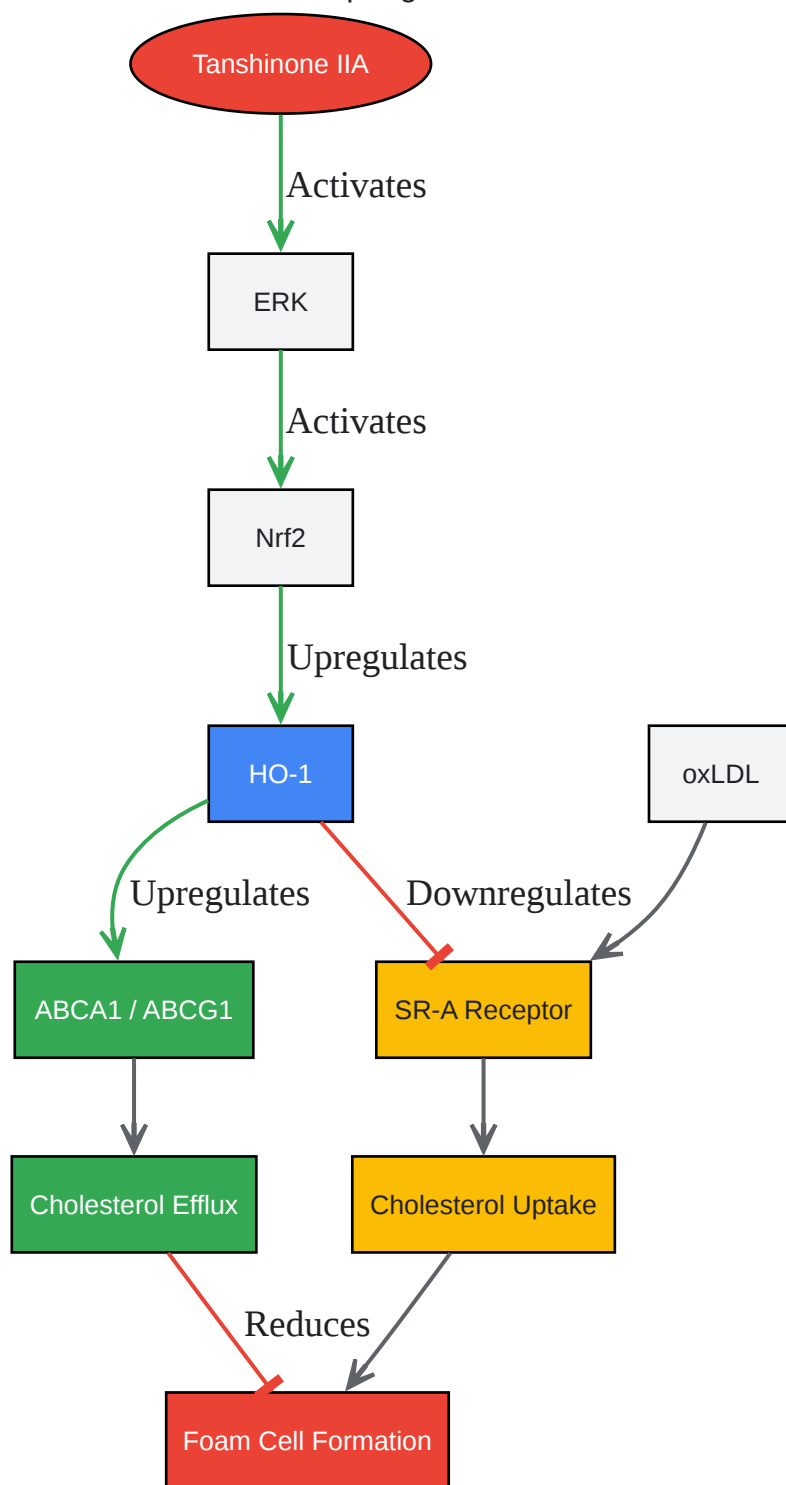 Tanshinone IIA
Activates
ERK
Activates
Nrf2
Upregulates
HO-1
oxLDL
Upregulates
Downregulates
ABCA1 / ABCG1
SR-A Receptor
Cholesterol Efflux
Cholesterol Uptake
Reduces
Foam Cell Formation